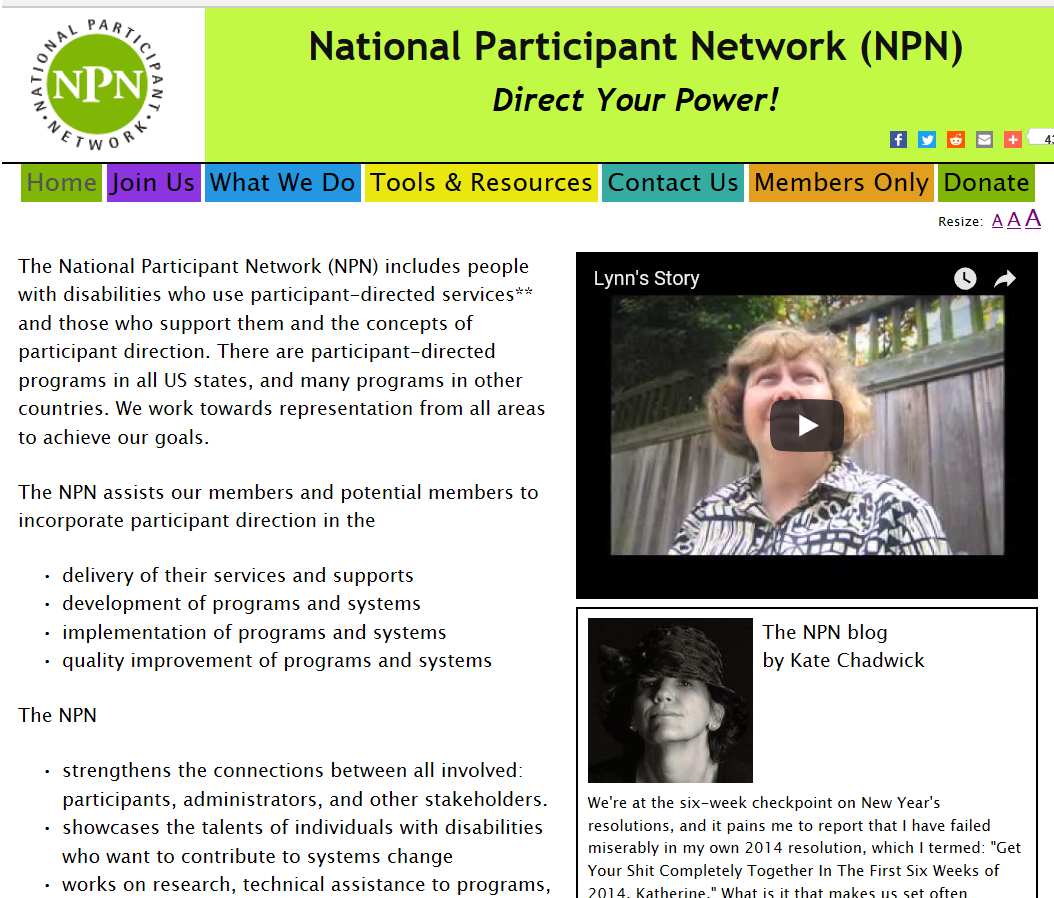 NATIONAL PARTICIPANT
NPN
• NETWORK •
National Participant Network (NPN)
Direct Your Power!
Home Join Us What We Do Tools & Resources Contact Us Members Only Donate
Resize: A A A
The National Participant Network (NPN) includes people
with disabilities who use participant-directed services**
and those who support them and the concepts of
participant direction. There are participant-directed
programs in all US states, and many programs in other
countries. We work towards representation from all areas
to achieve our goals.
The NPN assists our members and potential members to
incorporate participant direction in the
• delivery of their services and supports
• development of programs and systems
• implementation of programs and systems
• quality improvement of programs and systems
The NPN
• strengthens the connections between all involved:
participants, administrators, and other stakeholders.
• showcases the talents of individuals with disabilities
who want to contribute to systems change
• works on research, technical assistance to programs,
Lynn's Story
The NPN blog
by Kate Chadwick
We're at the six-week checkpoint on New Year's
resolutions, and it pains me to report that I have failed
miserably in my own 2014 resolution, which I termed: "Get
Your Shit Completely Together In The First Six Weeks of
2014, Katherine." What is it that makes us set often